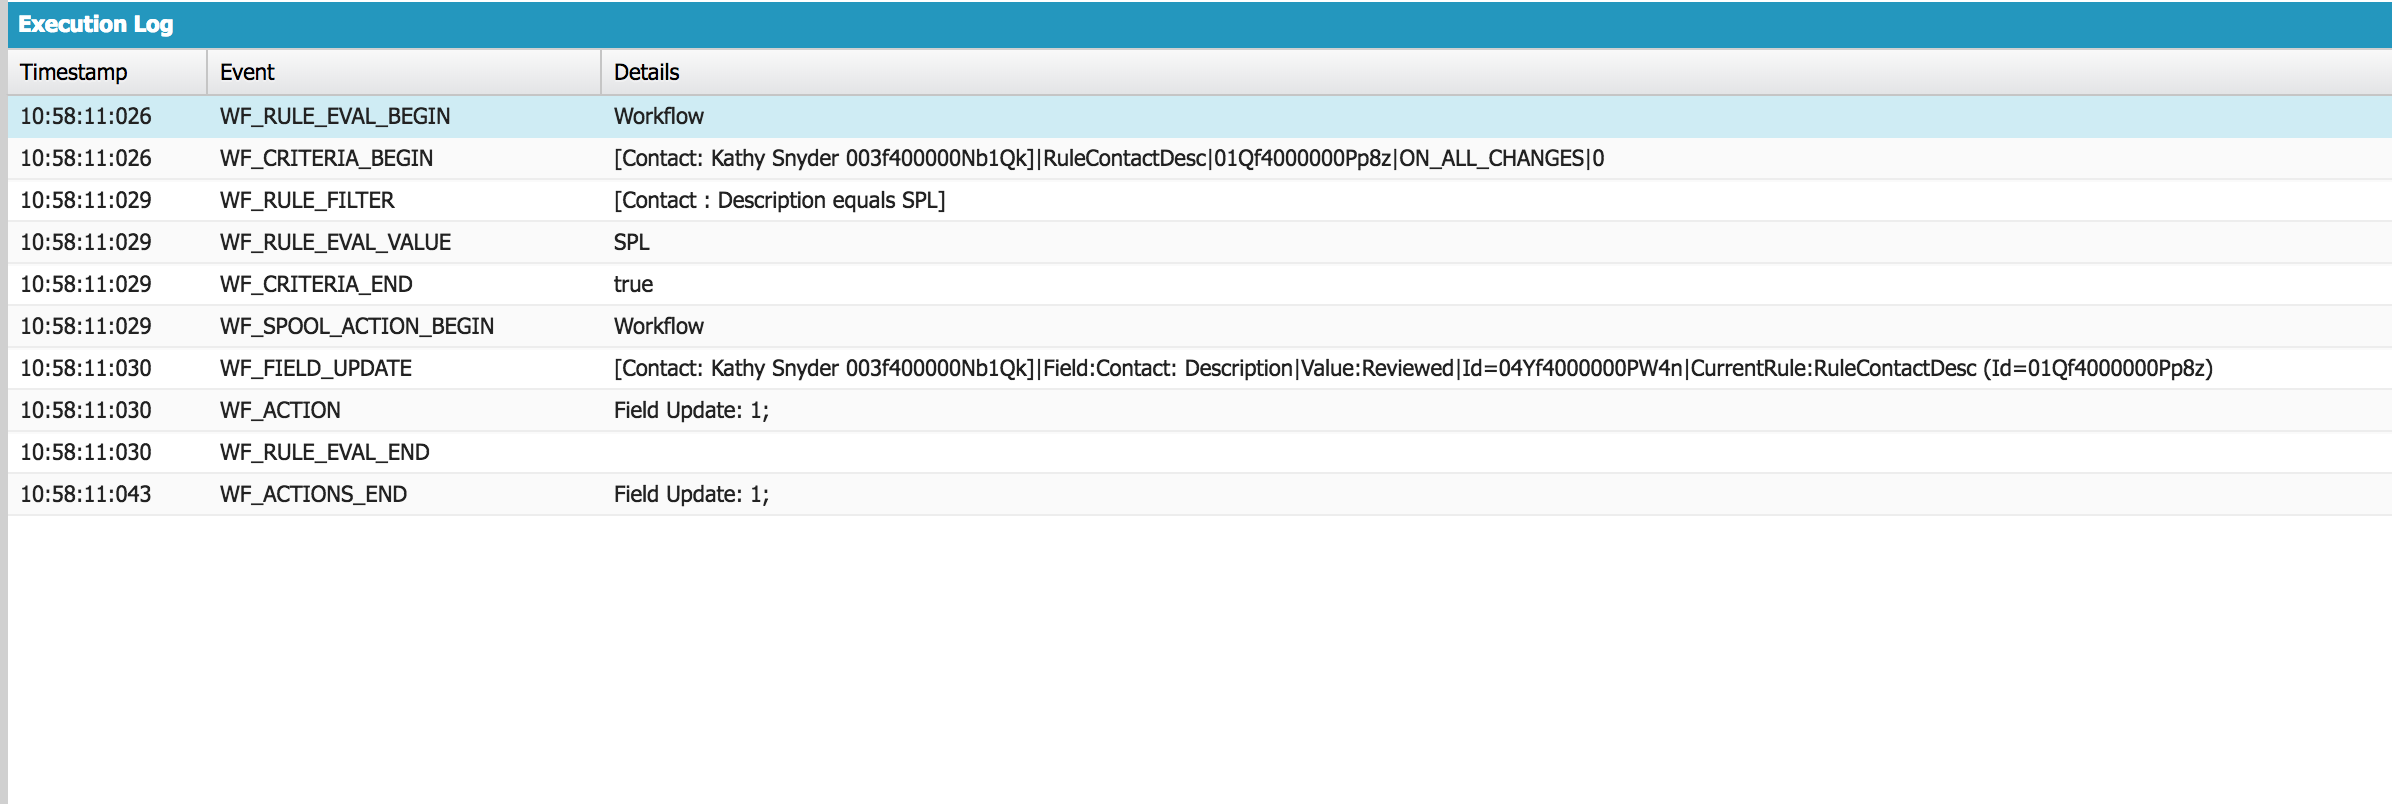 Execution Log
Timestamp Event Details
10:58:11:026 WF_RULE_EVAL_BEGIN Workflow
10:58:11:026 WF_CRITERIA_BEGIN [Contact: Kathy Snyder 003f400000Nb1Qk]|RuleContactDesc|01Qf4000000Pp8z|ON_ALL_CHANGES|0
10:58:11:029 WF_RULE_FILTER [Contact : Description equals SPL]
10:58:11:029 WF_RULE_EVAL_VALUE SPL
10:58:11:029 WF_CRITERIA_END true
10:58:11:029 WF_SPOOL_ACTION_BEGIN Workflow
10:58:11:030 WF_FIELD_UPDATE [Contact: Kathy Snyder 003f400000Nb1Qk]|Field:Contact: Description|Value:Reviewed|Id=04Yf4000000PW4n|CurrentRule:RuleContactDesc (Id=01Qf4000000Pp8z)
10:58:11:030 WF_ACTION Field Update: 1;
10:58:11:030 WF_RULE_EVAL_END
10:58:11:043 WF_ACTIONS_END Field Update: 1;